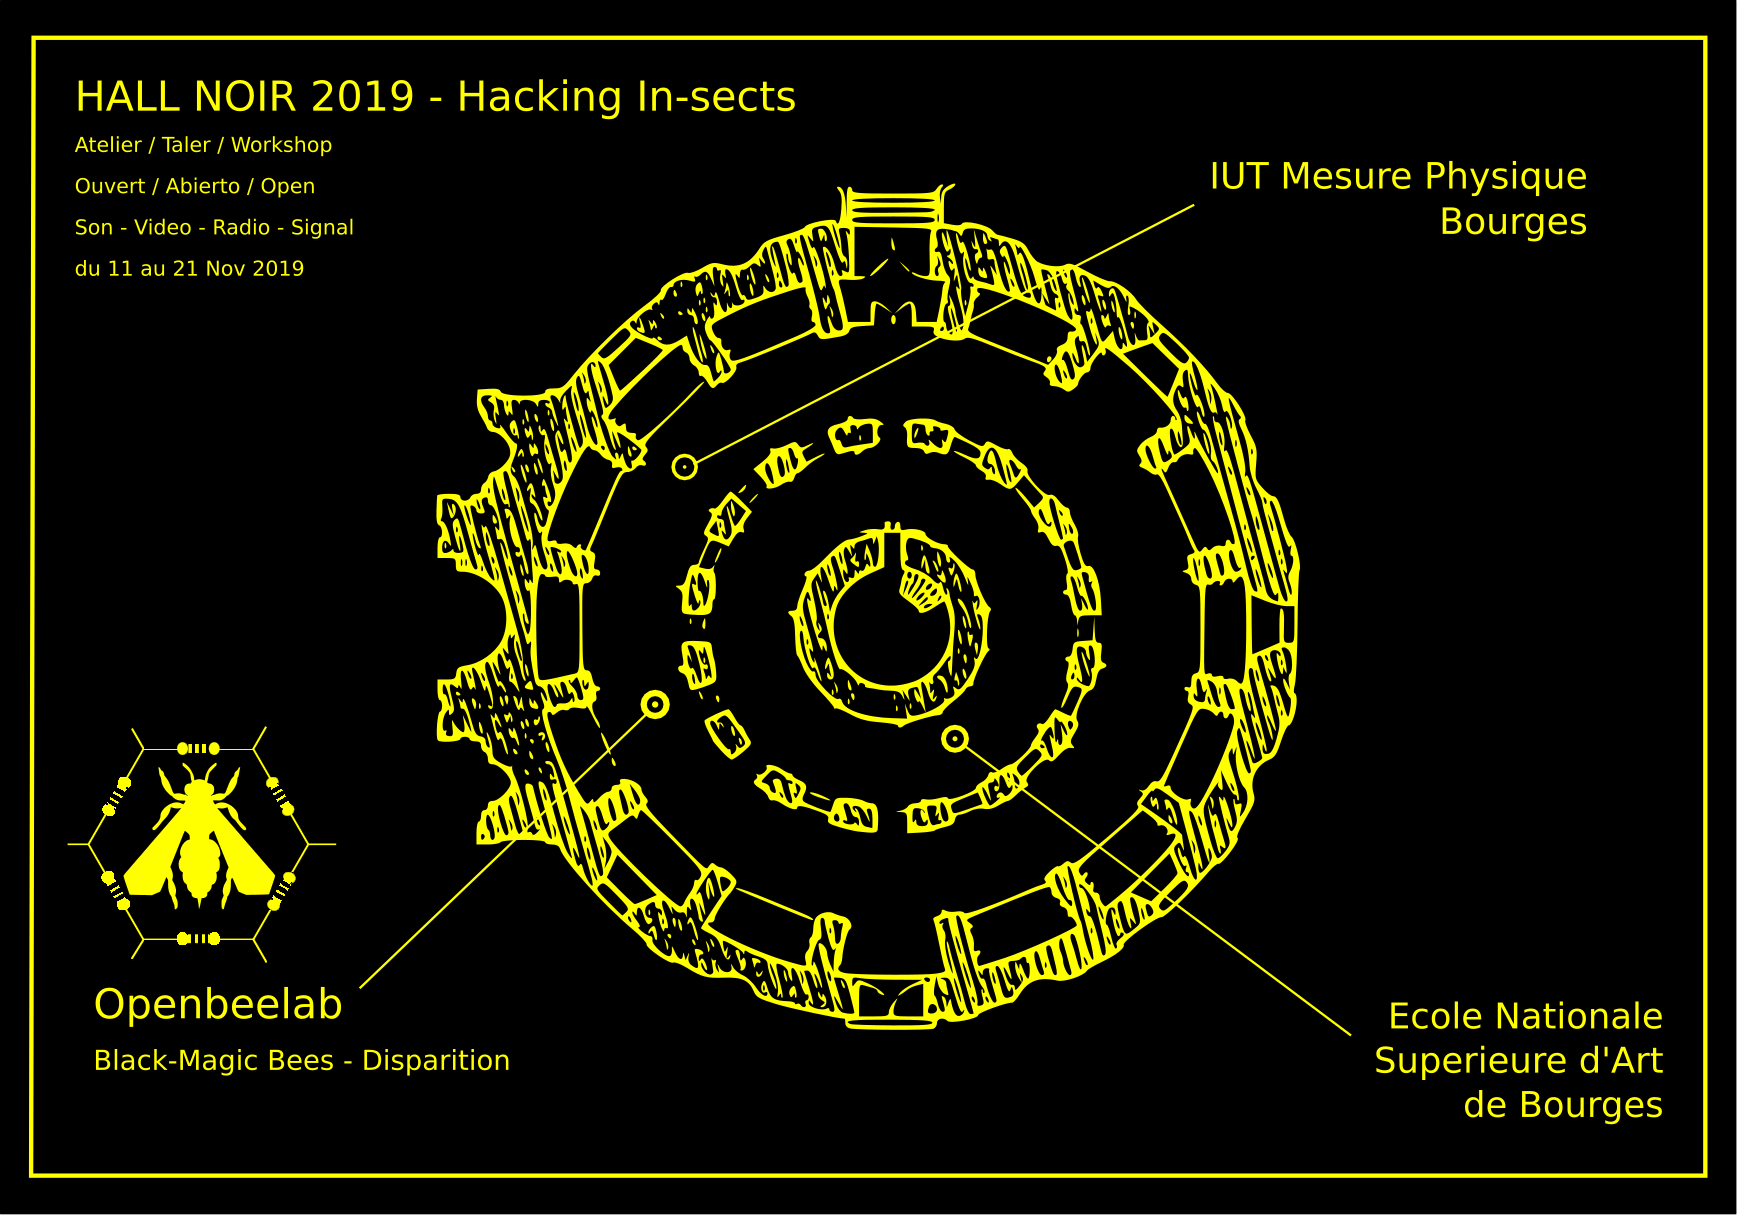 HALL NOIR 2019 - Hacking In-sects
Atelier / Taler / Workshop
Ouvert / Abierto / Open
Son - Video - Radio - Signal
du 11 au 21 Nov 2019
IUT Mesure Physique
Bourges
Openbeelab
Black-Magic Bees - Disparition
Ecole Nationale
Superieure d'Art
de Bourges